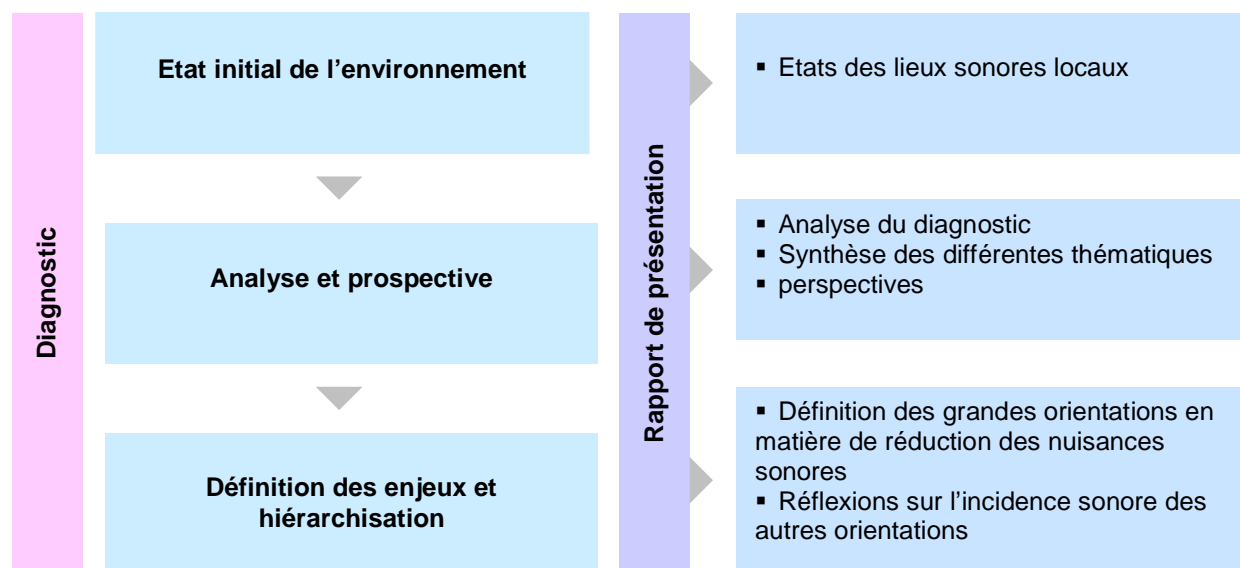 Diagnostic
Etat initial de l'environnement
Analyse et prospective
Définition des enjeux et
hiérarchisation
Rapport de présentation
▪ Etats des lieux sonores locaux
▪ Analyse du diagnostic
▪ Synthèse des différentes thématiques
▪ perspectives
▪ Définition des grandes orientations en
matière de réduction des nuisances
sonores
▪ Réflexions sur l'incidence sonore des
autres orientations